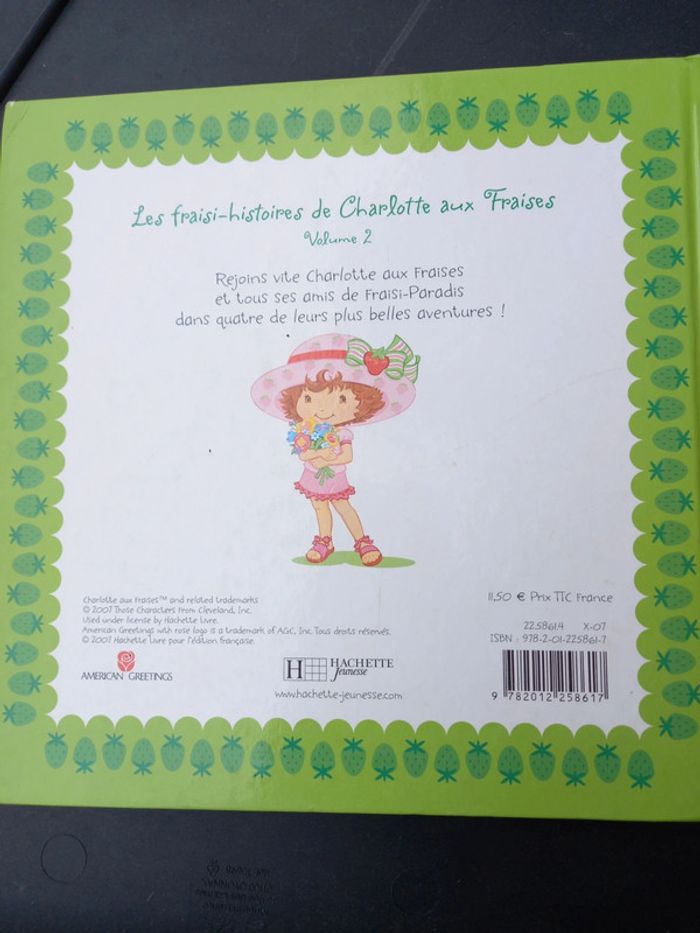 Les fraisi-histoires de Charlotte aux Fraises
Volume 2
Rejoins vite Charlotte aux Fraises
et tous ses amis de Fraisi-Paradis
dans quatre de leurs plus belles aventures !
Charlotte aux Fraises™ and related trademarks
© 2007 Those Characters From Cleveland, Inc.
Used under license by Hachette Livre.
American Greetings with rose logo is a trademark of AGC, Inc. Tous droits réservés.
© 2007 Hachette Livre pour l'édition française.
AMERICAN GREETINGS
H HACHETTE
Jeunesse
www.hachette-jeunesse.com
11,50 € Prix TTC France
22.5861.4 X-07
ISBN : 978-2-01-225861-7
9 782012 258617